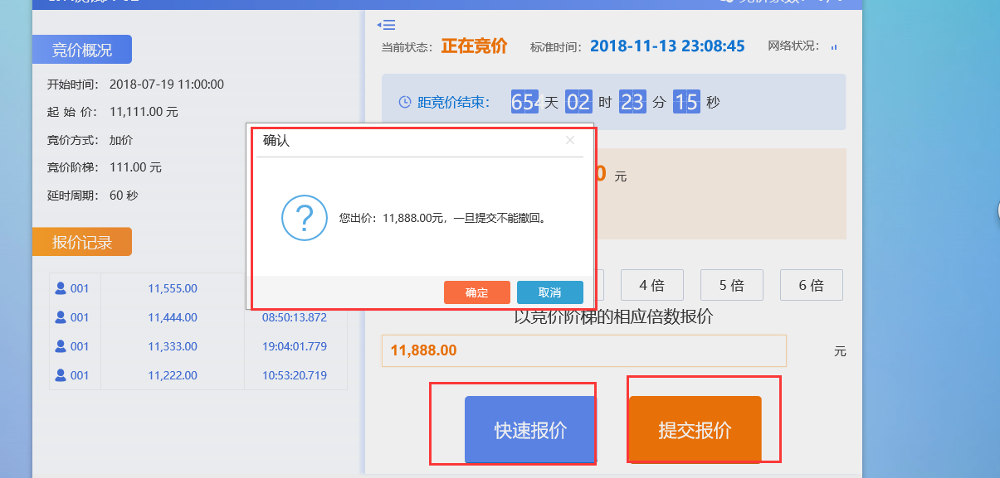 竞价概况
开始时间： 2018-07-19 11:00:00
起 始 价： 11,111.00 元
竞价方式： 加价
竞价阶梯： 111.00 元
延时周期： 60 秒
报价记录
001 11,555.00
001 11,444.00 08:50:13.872
001 11,333.00 19:04:01.779
001 11,222.00 10:53:20.719
当前状态： 正在竞价 标准时间： 2018-11-13 23:08:45 网络状况：
距竞价结束： 654 天 02 时 23 分 15 秒
0 元
确认
您出价：11,888.00元，一旦提交不能撤回。
确定 取消
4 倍 5 倍 6 倍
以竞价阶梯的相应倍数报价
11,888.00 元
快速报价 提交报价